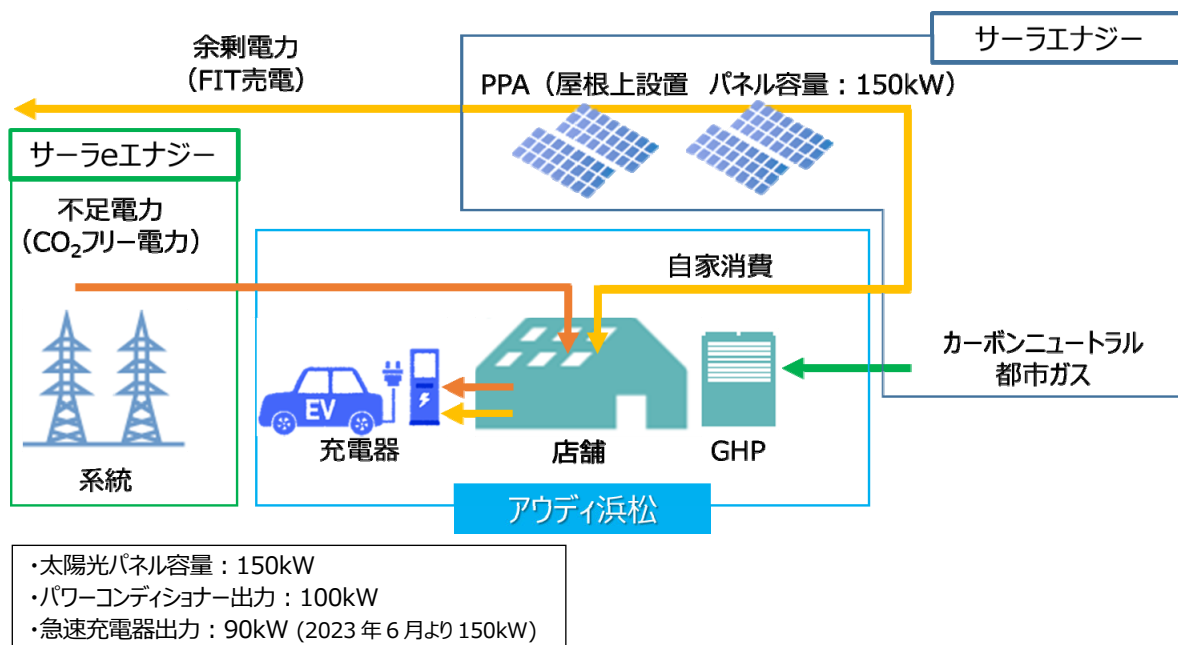 余剰電力
（FIT売電）
サーラエナジー
PPA（屋根上設置　パネル容量：150kW）
サーラeエナジー
不足電力
（CO₂フリー電力）
自家消費
カーボンニュートラル
都市ガス
EV
充電器
店舗
GHP
系統
アウディ浜松
・太陽光パネル容量：150kW
・パワーコンディショナー出力：100kW
・急速充電器出力：90kW (2023年6月より150kW)